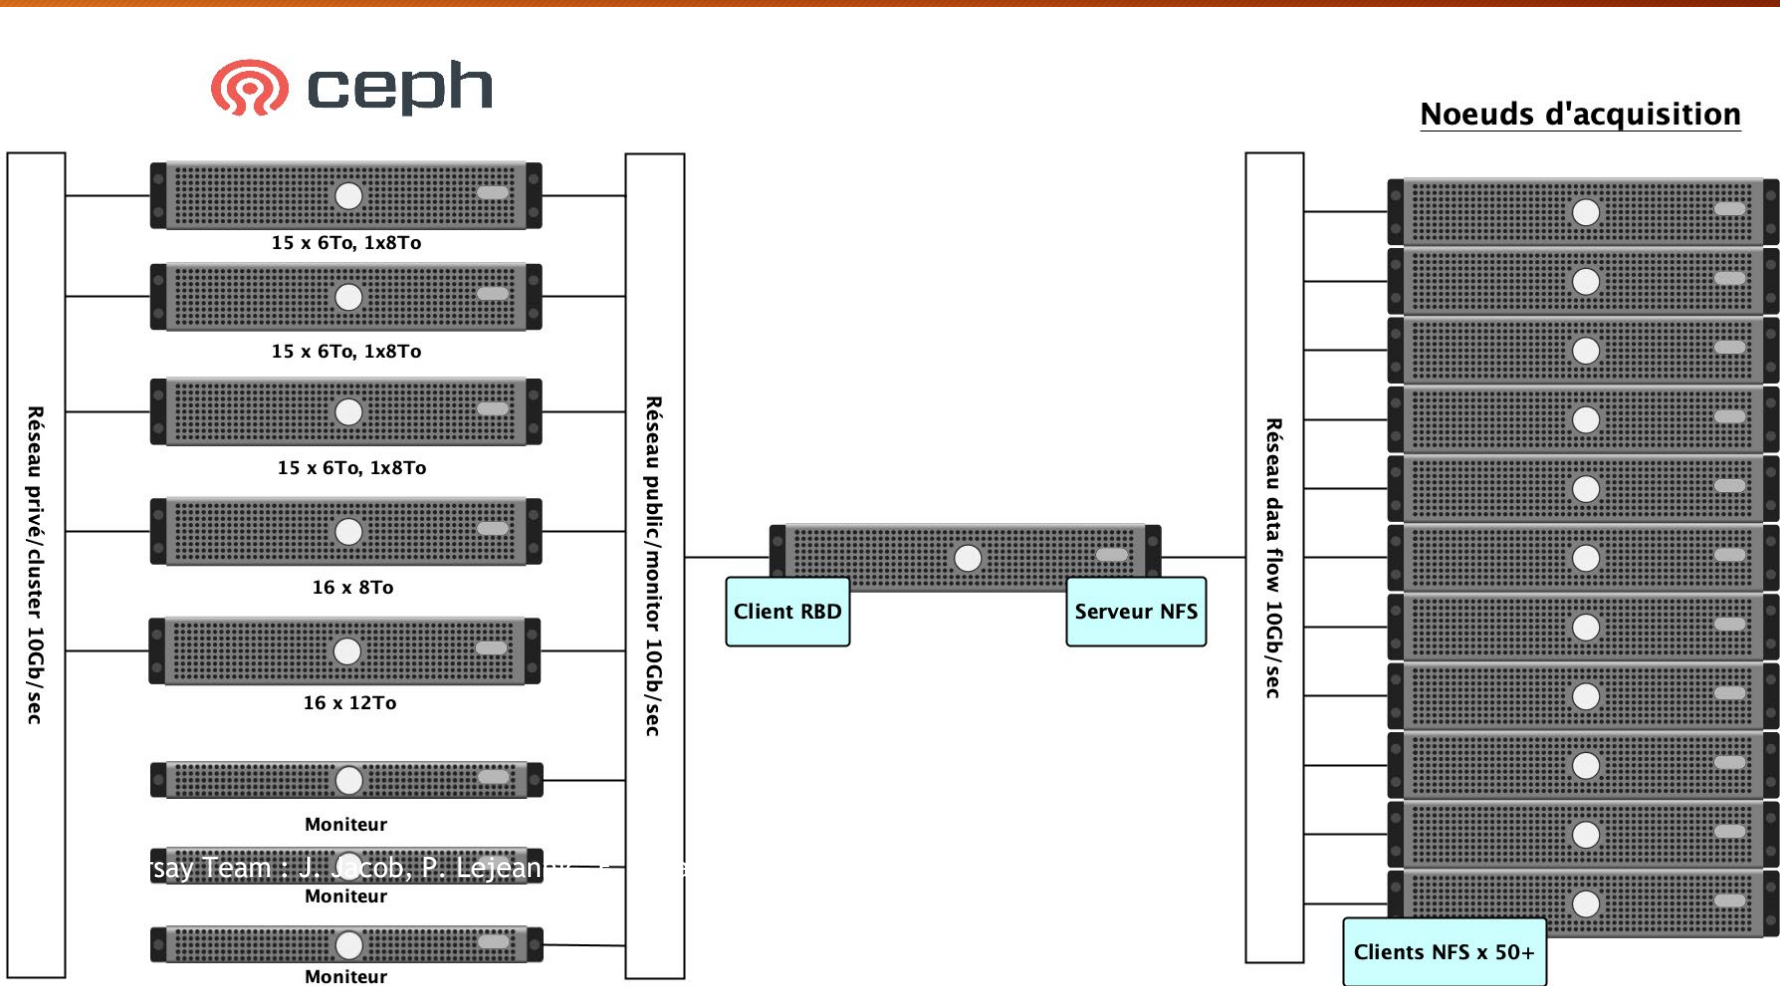 ceph
Noeuds d'acquisition
15 x 6To, 1x8To
15 x 6To, 1x8To
15 x 6To, 1x8To
16 x 8To
16 x 12To
Moniteur
Team : J. Jacob, P.
Moniteur
Moniteur
Réseau privé/cluster 10Gb/sec
Réseau public/monitor 10Gb/sec
Client RBD
Serveur NFS
Réseau data flow 10Gb/sec
Clients NFS x 50+